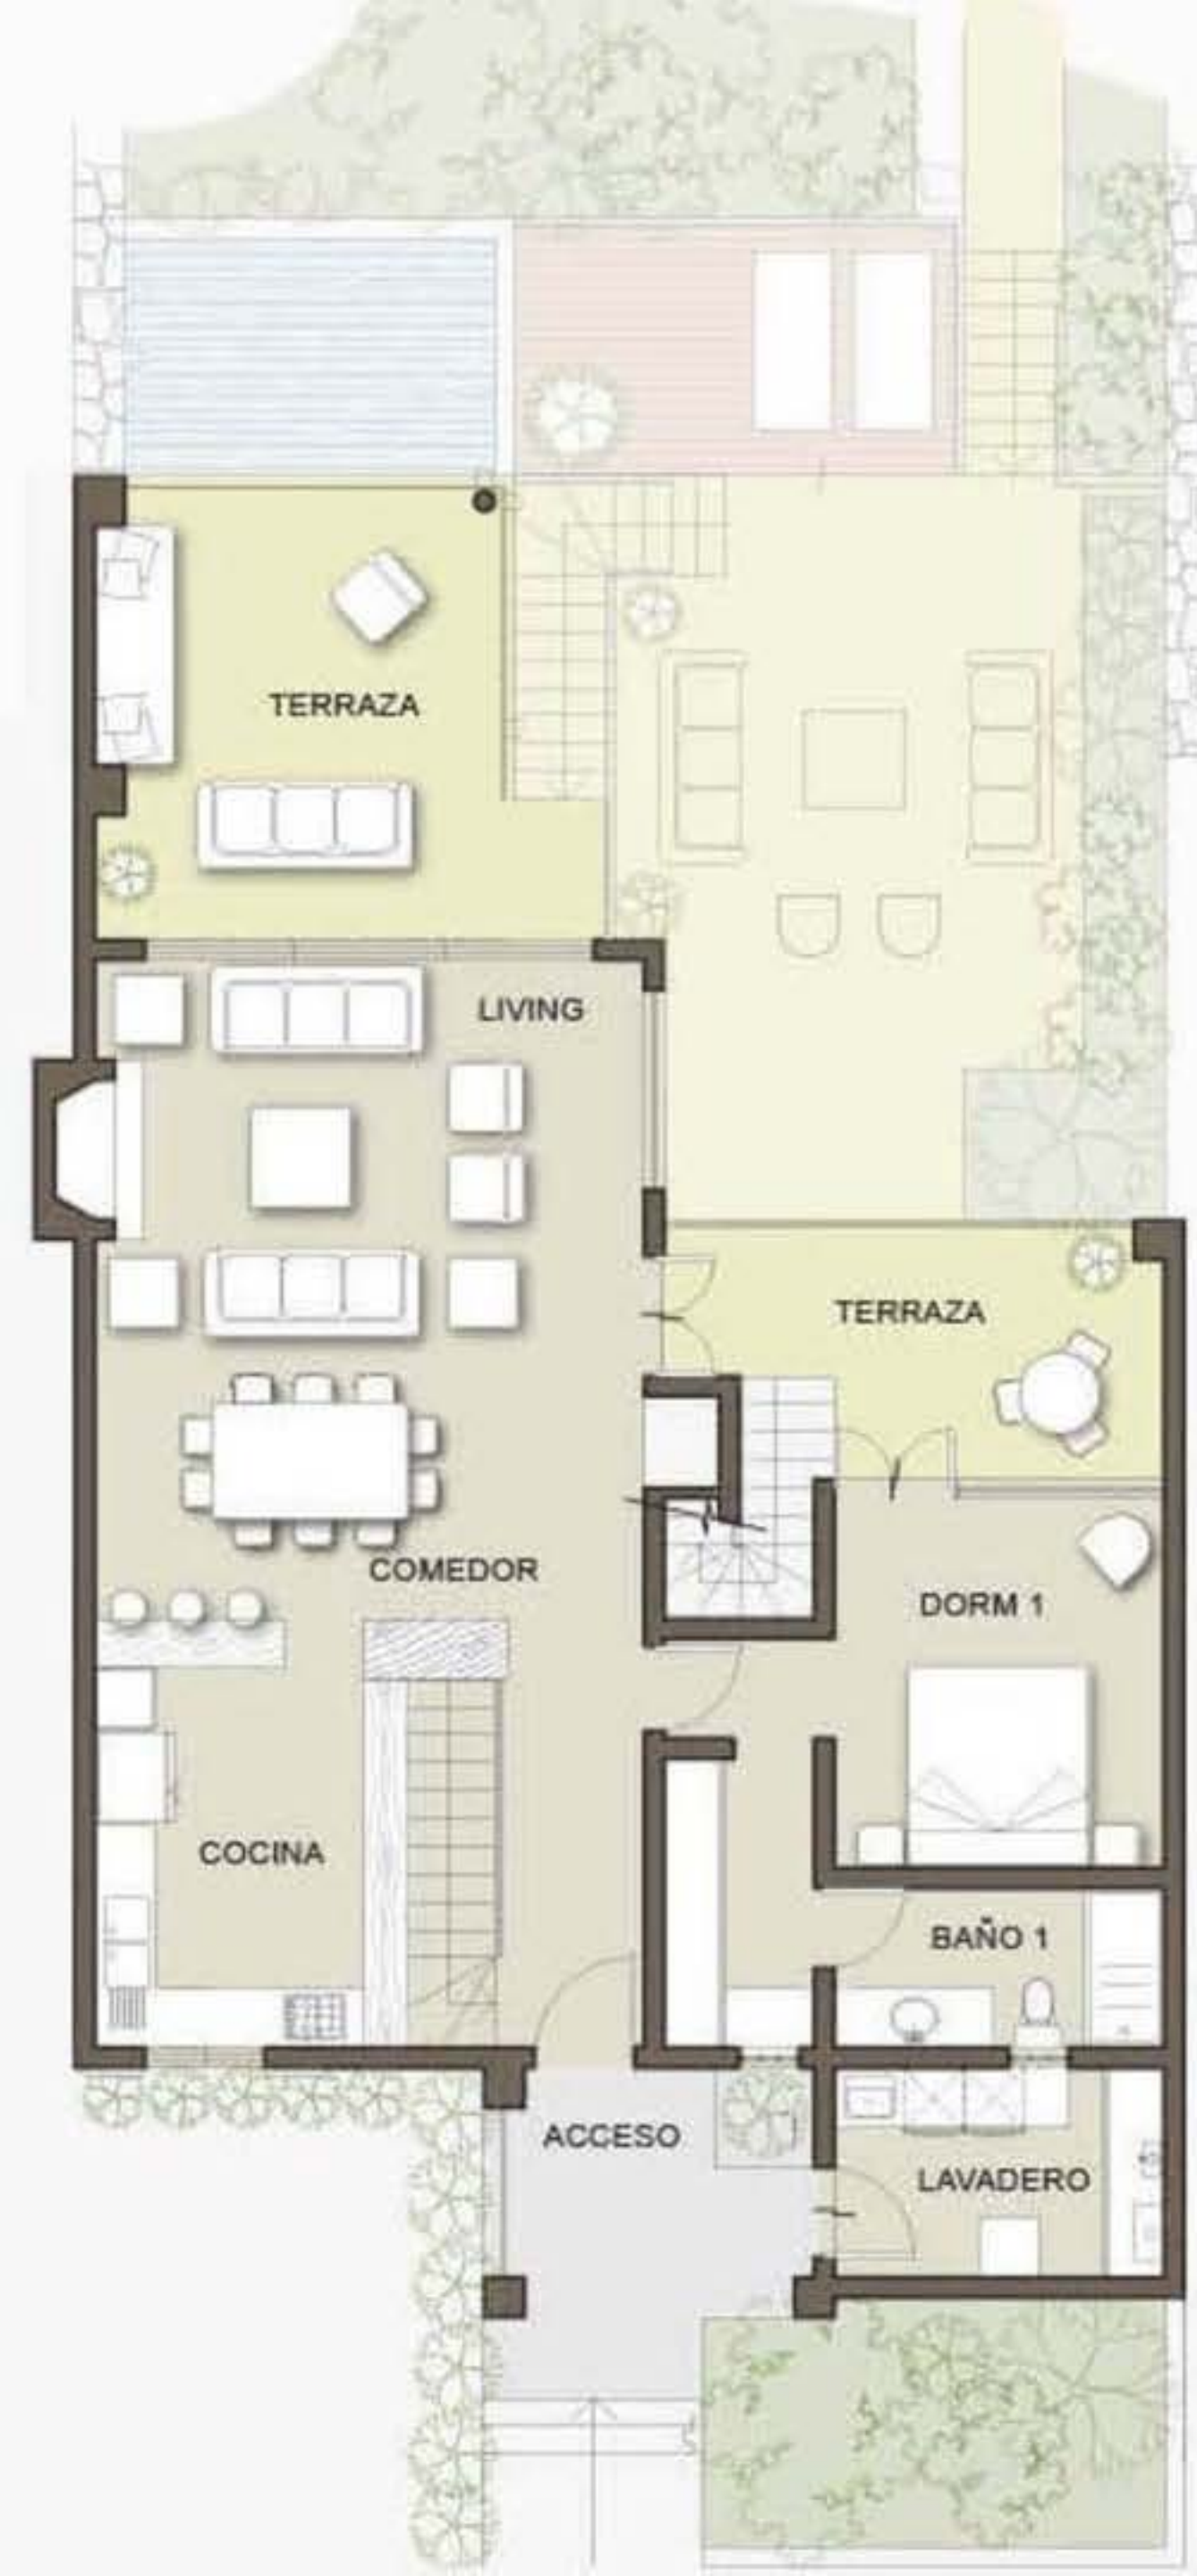 TERRAZA
LIVING
TERRAZA
COMEDOR
DORM 1
COCINA
BAÑO 1
ACCESO
LAVADERO